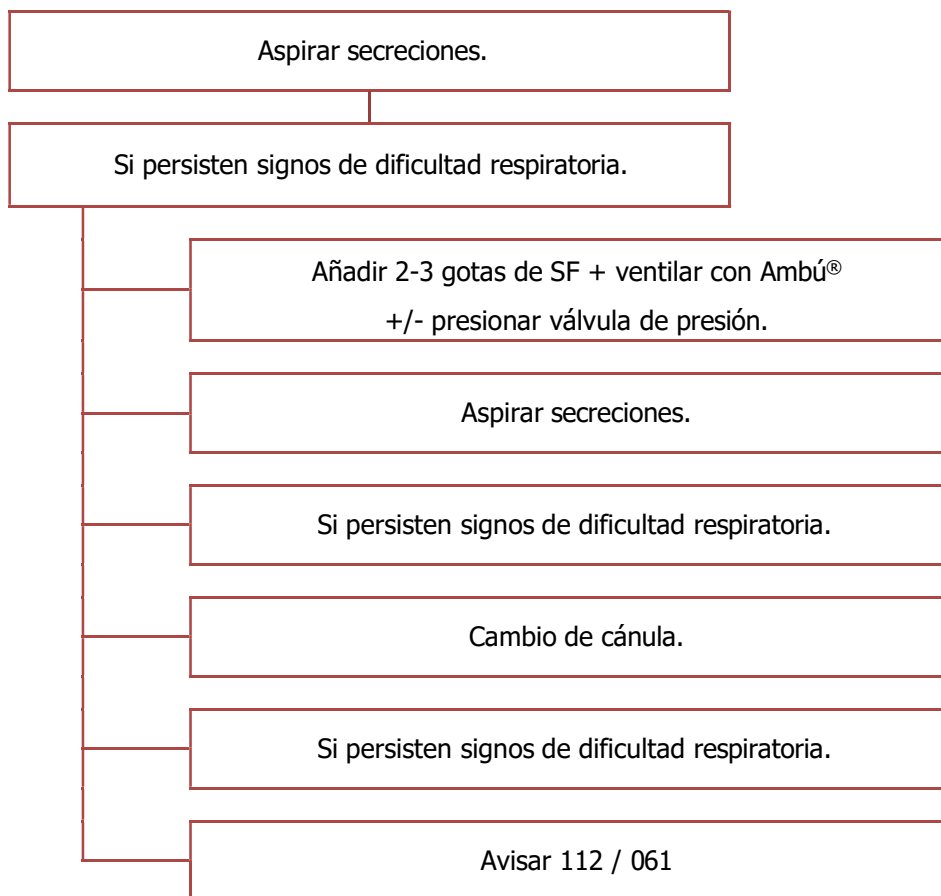 Aspirar secreciones.
Si persisten signos de dificultad respiratoria.
Añadir 2-3 gotas de SF + ventilar con Ambú®
+/- presionar válvula de presión.
Aspirar secreciones.
Si persisten signos de dificultad respiratoria.
Cambio de cánula.
Si persisten signos de dificultad respiratoria.
Avisar 112 / 061